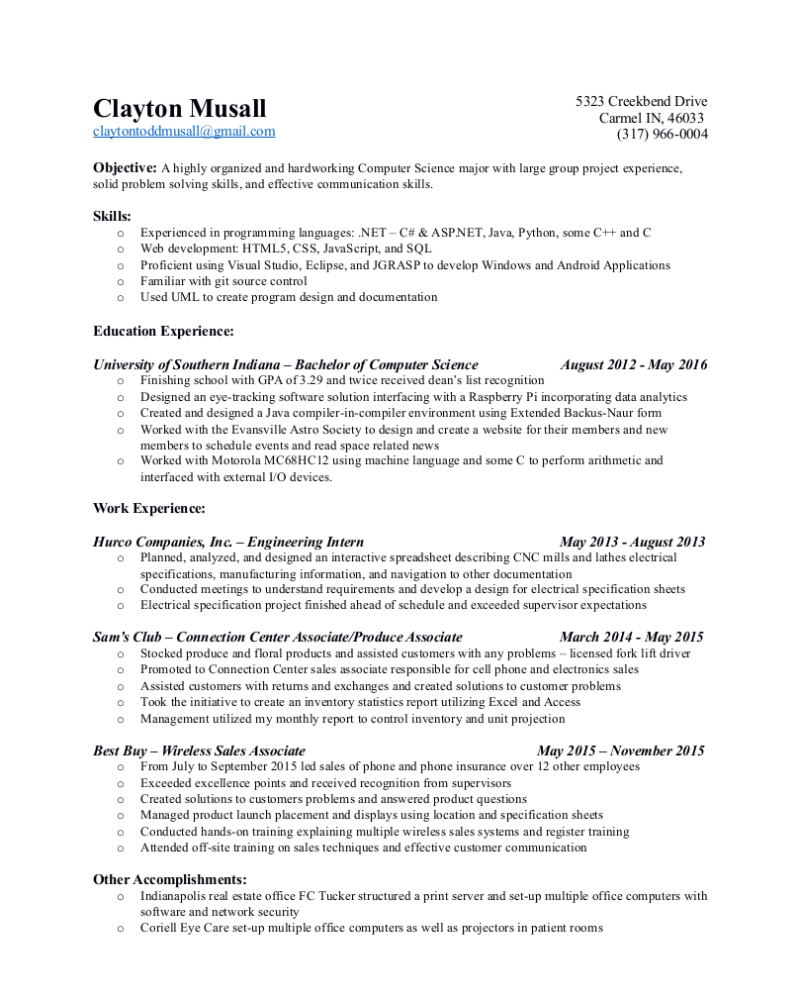 Clayton Musall
claytontoddmusall@gmail.com
5323 Creekbend Drive
Carmel IN, 46033
(317) 966-0004
Objective: A highly organized and hardworking Computer Science major with large group project experience,
solid problem solving skills, and effective communication skills.
Skills:
o Experienced in programming languages: .NET – C# & ASP.NET, Java, Python, some C++ and C
o Web development: HTML5, CSS, JavaScript, and SQL
o Proficient using Visual Studio, Eclipse, and JGRASP to develop Windows and Android Applications
o Familiar with git source control
o Used UML to create program design and documentation
Education Experience:
University of Southern Indiana – Bachelor of Computer Science August 2012 - May 2016
o Finishing school with GPA of 3.29 and twice received dean’s list recognition
o Designed an eye-tracking software solution interfacing with a Raspberry Pi incorporating data analytics
o Created and designed a Java compiler-in-compiler environment using Extended Backus-Naur form
o Worked with the Evansville Astro Society to design and create a website for their members and new
members to schedule events and read space related news
o Worked with Motorola MC68HC12 using machine language and some C to perform arithmetic and
interfaced with external I/O devices.
Work Experience:
Hurco Companies, Inc. – Engineering Intern May 2013 - August 2013
o Planned, analyzed, and designed an interactive spreadsheet describing CNC mills and lathes electrical
specifications, manufacturing information, and navigation to other documentation
o Conducted meetings to understand requirements and develop a design for electrical specification sheets
o Electrical specification project finished ahead of schedule and exceeded supervisor expectations
Sam’s Club – Connection Center Associate/Produce Associate March 2014 - May 2015
o Stocked produce and floral products and assisted customers with any problems – licensed fork lift driver
o Promoted to Connection Center sales associate responsible for cell phone and electronics sales
o Assisted customers with returns and exchanges and created solutions to customer problems
o Took the initiative to create an inventory statistics report utilizing Excel and Access
o Management utilized my monthly report to control inventory and unit projection
Best Buy – Wireless Sales Associate May 2015 – November 2015
o From July to September 2015 led sales of phone and phone insurance over 12 other employees
o Exceeded excellence points and received recognition from supervisors
o Created solutions to customers problems and answered product questions
o Managed product launch placement and displays using location and specification sheets
o Conducted hands-on training explaining multiple wireless sales systems and register training
o Attended off-site training on sales techniques and effective customer communication
Other Accomplishments:
o Indianapolis real estate office FC Tucker structured a print server and set-up multiple office computers with
software and network security
o Coriell Eye Care set-up multiple office computers as well as projectors in patient rooms